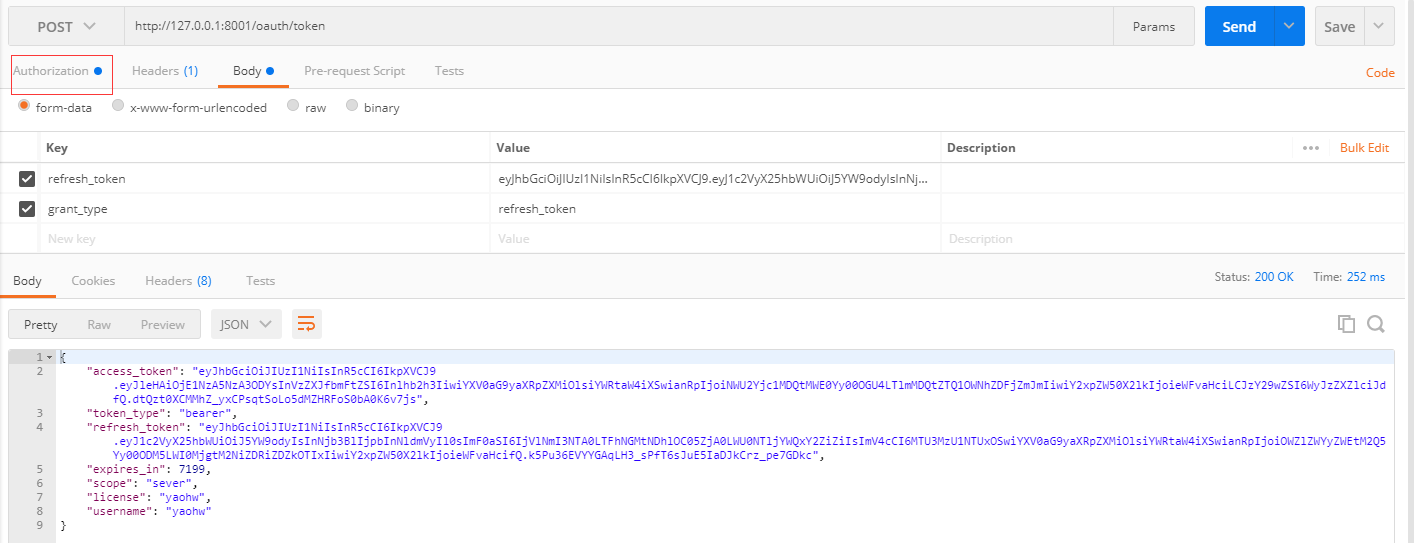 POST
http://127.0.0.1:8001/oauth/token
Params
Send
Save
Authorization
Headers (1)
Body
Pre-request Script
Tests
Code
form-data
x-www-form-urlencoded
raw
binary
Key
Value
Description
Bulk Edit
refresh_token
eyJhbGciOiJIUzI1NiIsInR5cCI6IkpXVCJ9.eyJ1c2VyX25hbWUiOiJ5YW9odyIsInNj...
grant_type
refresh_token
New key
Value
Description
Body
Cookies
Headers (8)
Tests
Status: 200 OK
Time: 252 ms
Pretty
Raw
Preview
JSON
1 {
2 "access_token": "eyJhbGciOiJIUzI1NiIsInR5cCI6IkpXVCJ9
3 "token_type": "bearer",
4 "refresh_token": "eyJhbGciOiJIUzI1NiIsInR5cCI6IkpXVCJ9
5 "expires_in": 7199,
6 "scope": "sever",
7 "license": "yaohw",
8 "username": "yaohw"
9 }